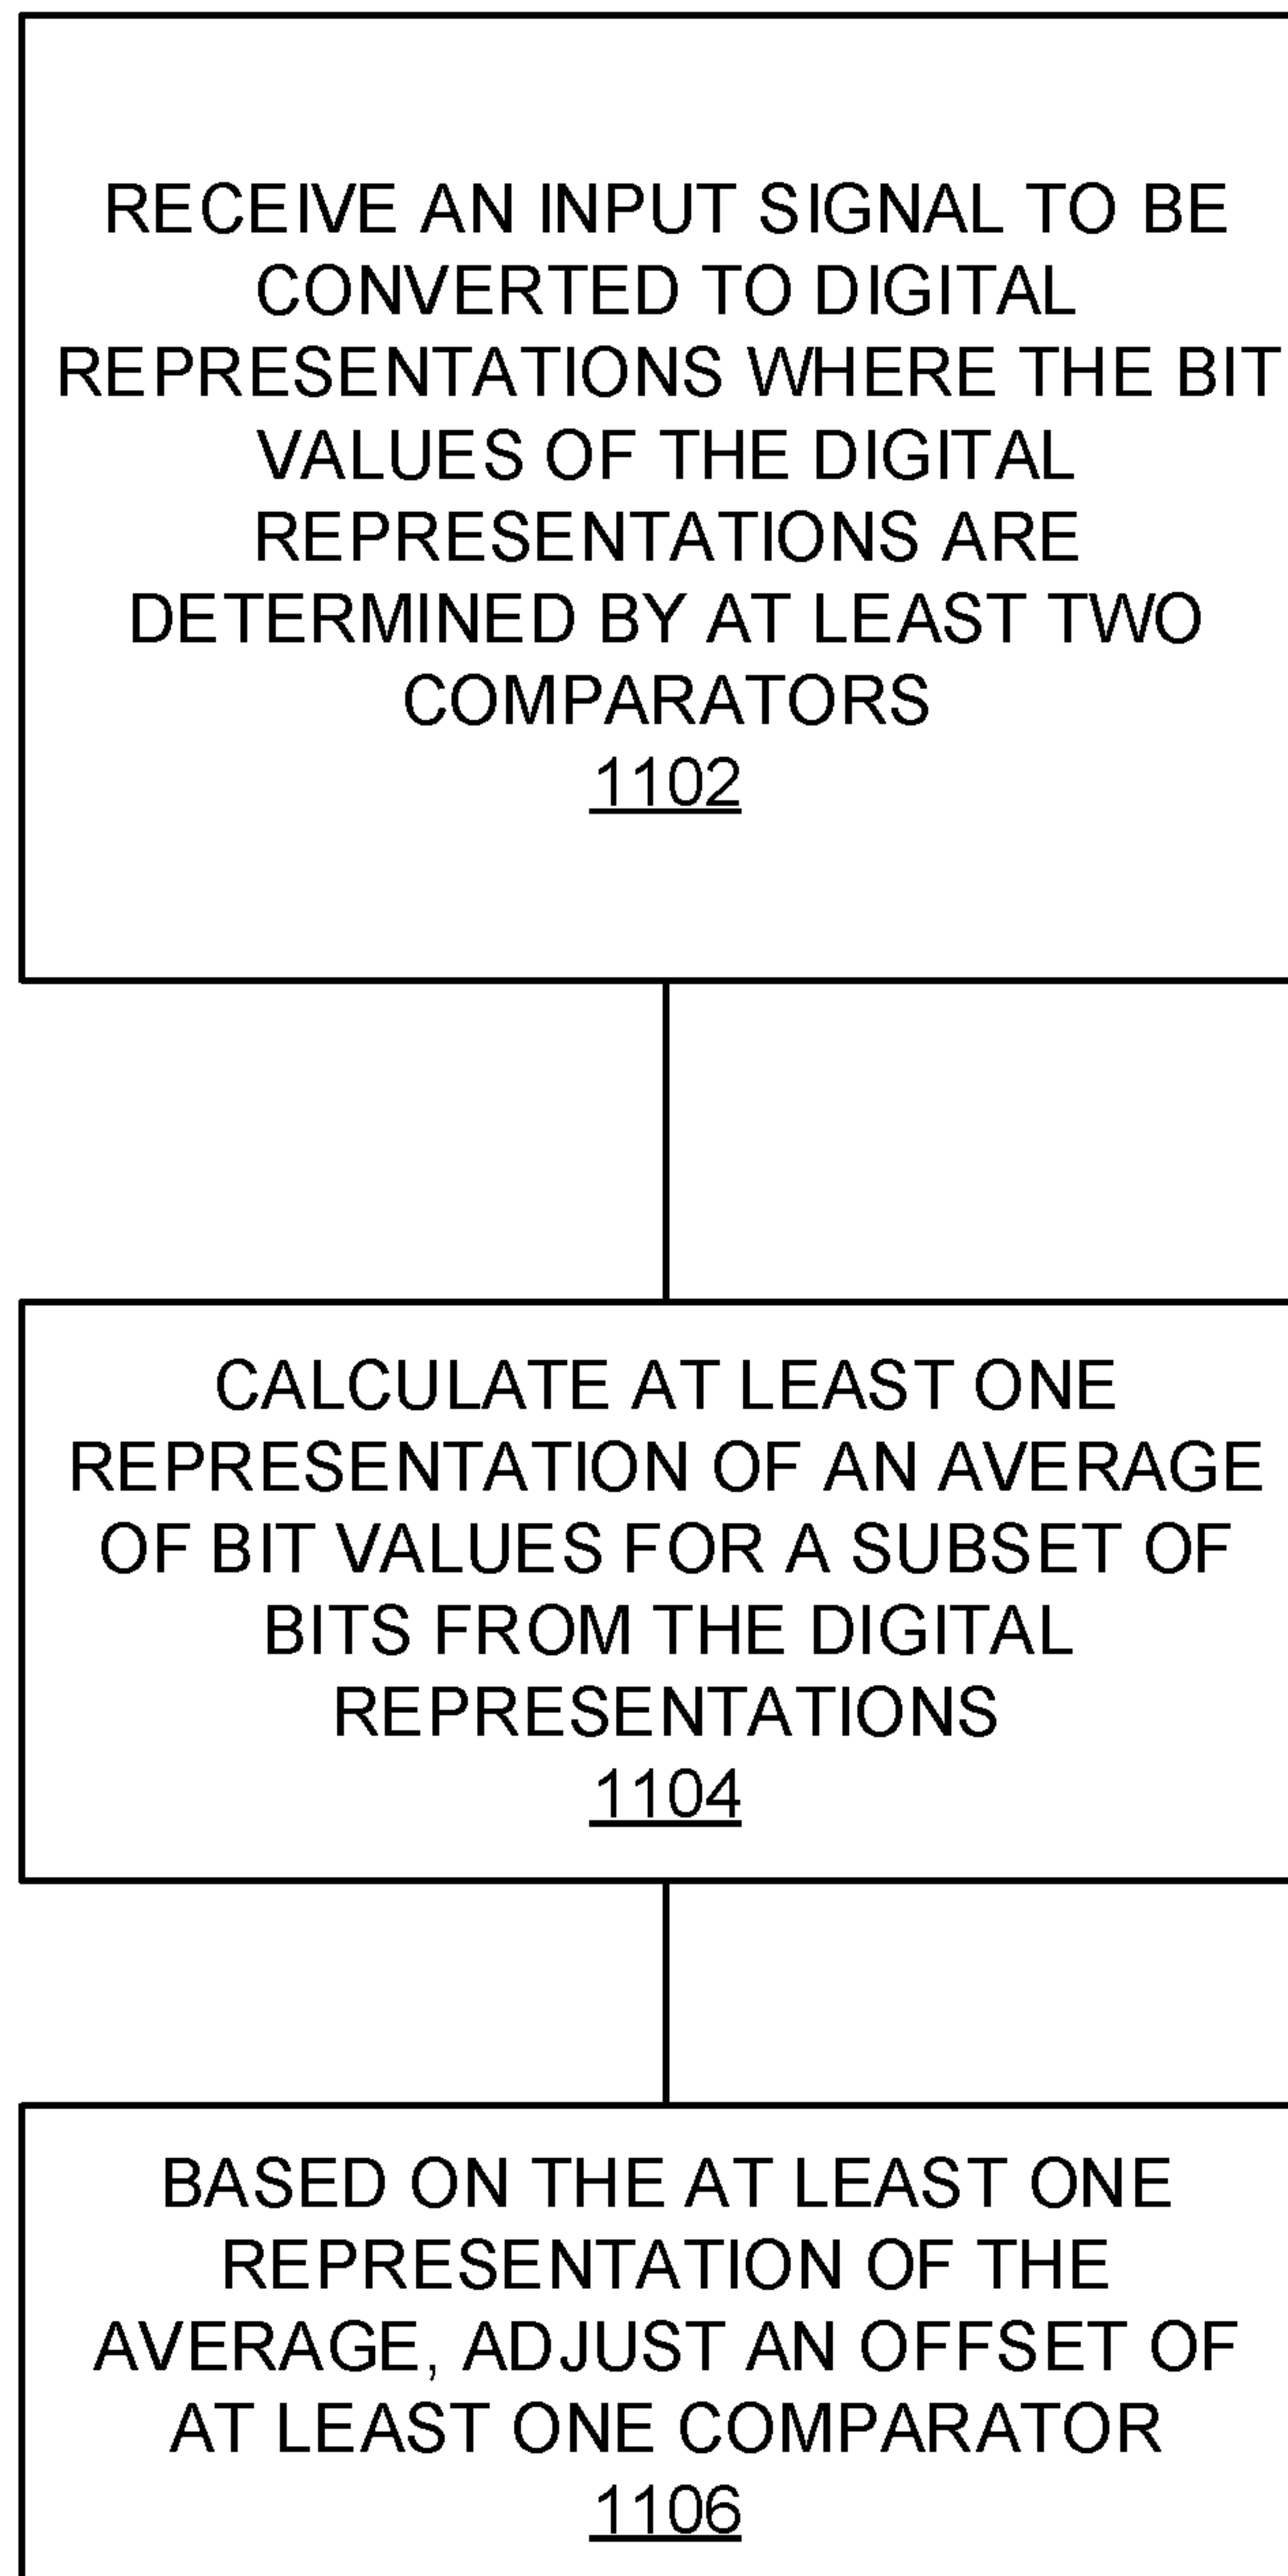 RECEIVE AN INPUT SIGNAL TO BE
CONVERTED TO DIGITAL
REPRESENTATIONS WHERE THE BIT
VALUES OF THE DIGITAL
REPRESENTATIONS ARE
DETERMINED BY AT LEAST TWO
COMPARATORS
1102
CALCULATE AT LEAST ONE
REPRESENTATION OF AN AVERAGE
OF BIT VALUES FOR A SUBSET OF
BITS FROM THE DIGITAL
REPRESENTATIONS
1104
BASED ON THE AT LEAST ONE
REPRESENTATION OF THE
AVERAGE, ADJUST AN OFFSET OF
AT LEAST ONE COMPARATOR
1106